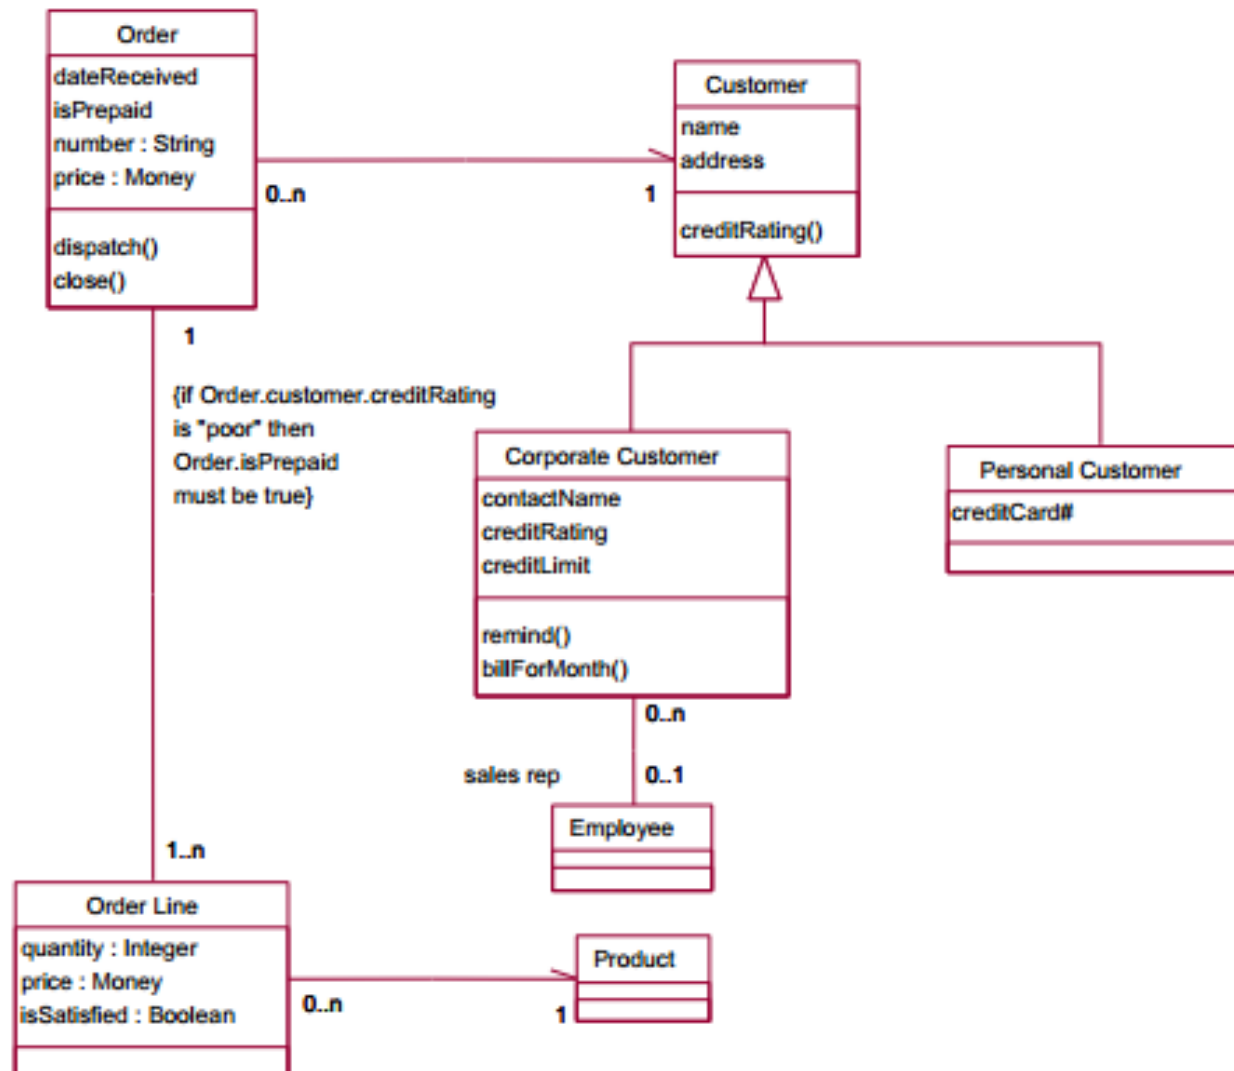 Order
dateReceived
isPrepaid
number : String
price : Money
dispatch()
close()
0..n
1
Customer
name
address
creditRating()
1
{if Order.customer.creditRating
is "poor" then
Order.isPrepaid
must be true}
Corporate Customer
contactName
creditRating
creditLimit
remind()
billForMonth()
Personal Customer
creditCard#
0..n
sales rep
0..1
Employee
1..n
Order Line
quantity : Integer
price : Money
isSatisfied : Boolean
0..n
1
Product